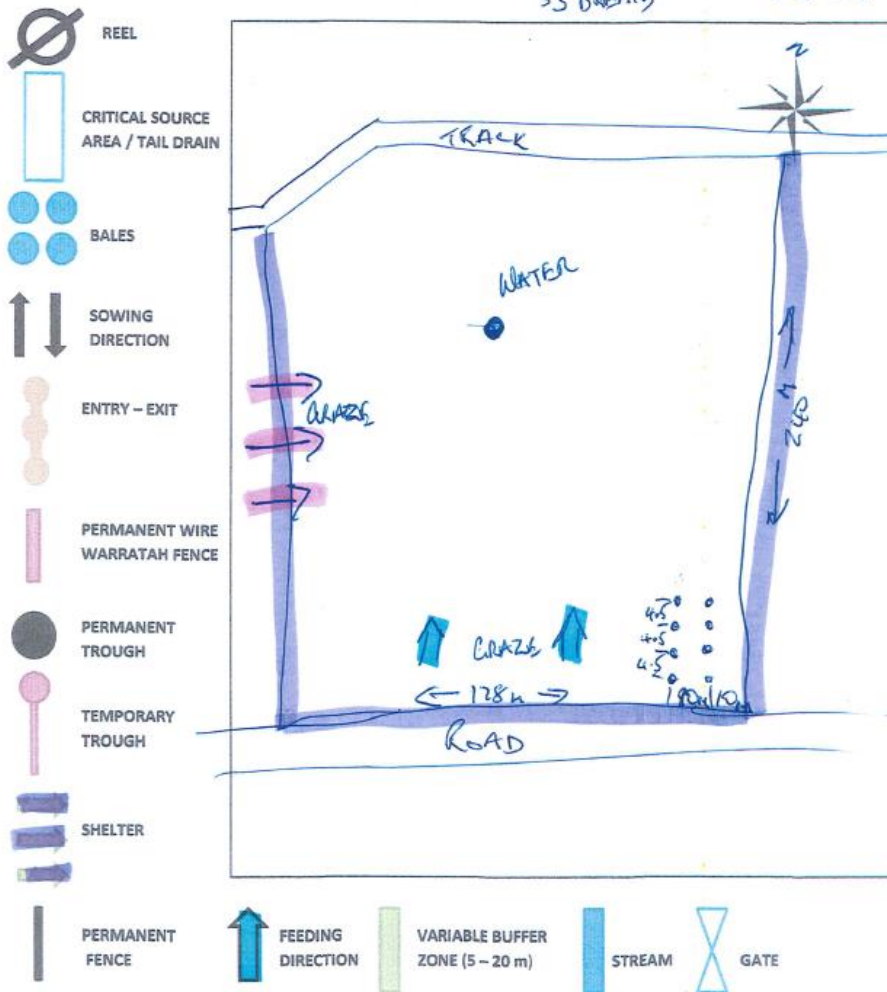 REEL
CRITICAL SOURCE
AREA / TAIL DRAIN
BALES
SOWING
DIRECTION
ENTRY – EXIT
PERMANENT WIRE
WARRATAH FENCE
PERMANENT
TROUGH
TEMPORARY
TROUGH
SHELTER
N
TRACK
WATER
GRAZE
245 M
GRAZE
4.5
4.5
4.5
128m
10m
ROAD
PERMANENT
FENCE
FEEDING
DIRECTION
VARIABLE BUFFER
ZONE (5 – 20 m)
STREAM
GATE